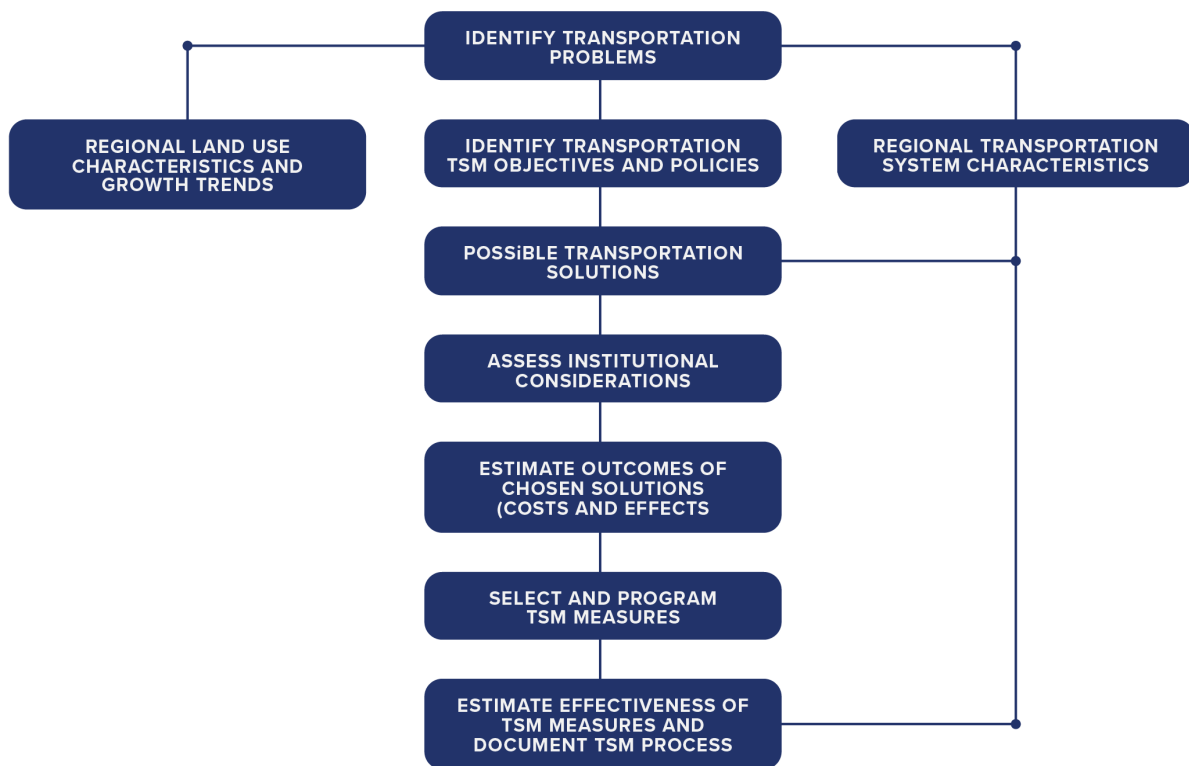 IDENTIFY TRANSPORTATION
PROBLEMS
REGIONAL LAND USE
CHARACTERISTICS AND
GROWTH TRENDS
IDENTIFY TRANSPORTATION
TSM OBJECTIVES AND POLICIES
REGIONAL TRANSPORTATION
SYSTEM CHARACTERISTICS
POSSiBLE TRANSPORTATION
SOLUTIONS
ASSESS INSTITUTIONAL
CONSIDERATIONS
ESTIMATE OUTCOMES OF
CHOSEN SOLUTIONS
(COSTS AND EFFECTS
SELECT AND PROGRAM
TSM MEASURES
ESTIMATE EFFECTIVENESS OF
TSM MEASURES AND
DOCUMENT TSM PROCESS